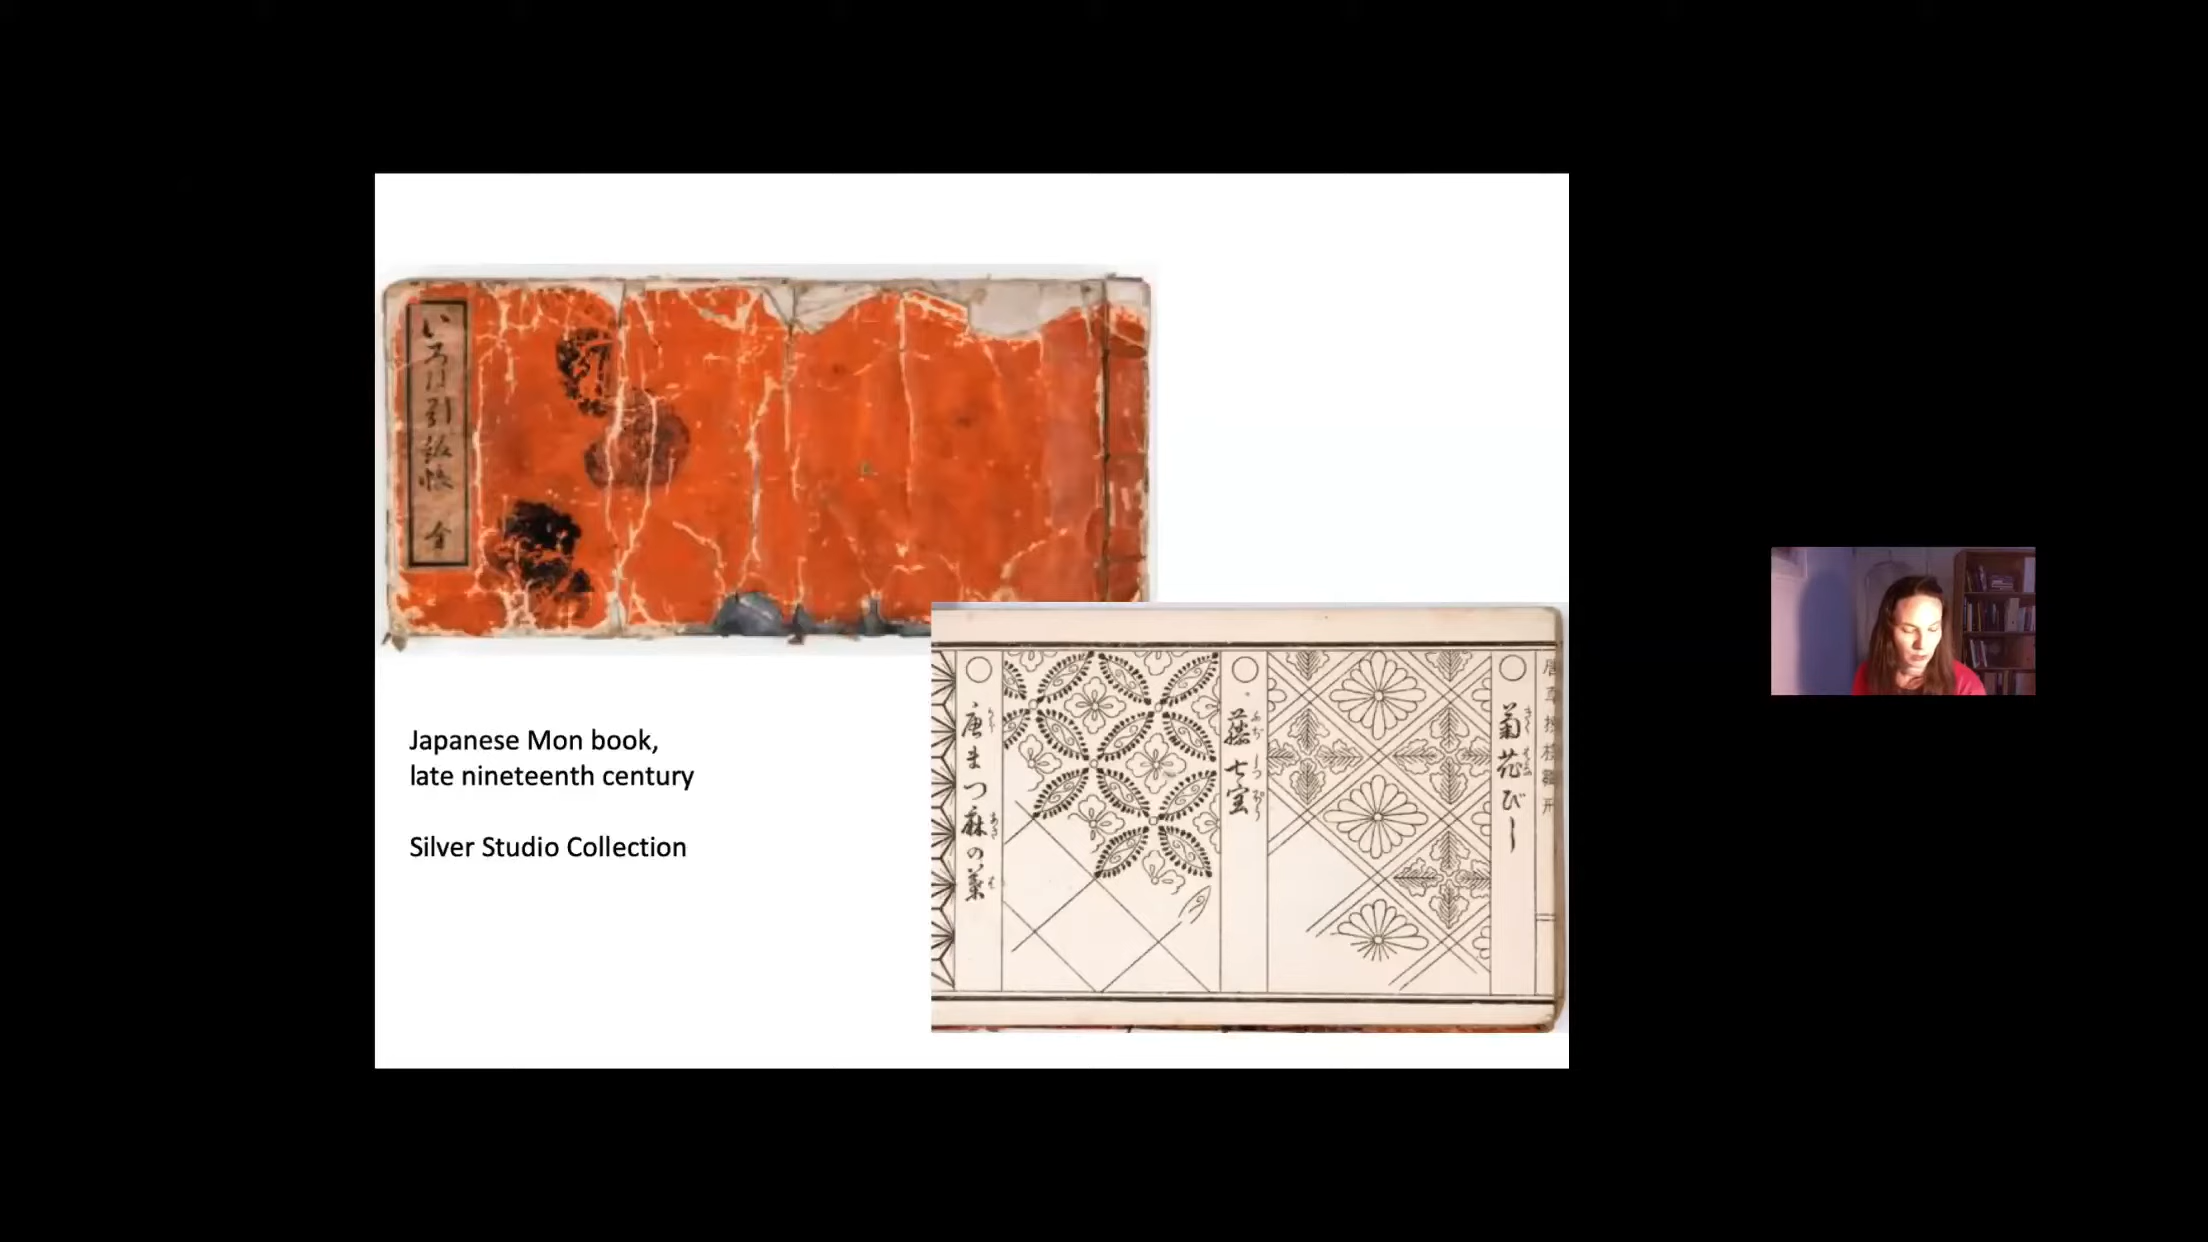 いろは引紋帳 全
菊花びし
藤七宝
唐まつ麻の葉
Japanese Mon book,
late nineteenth century
Silver Studio Collection